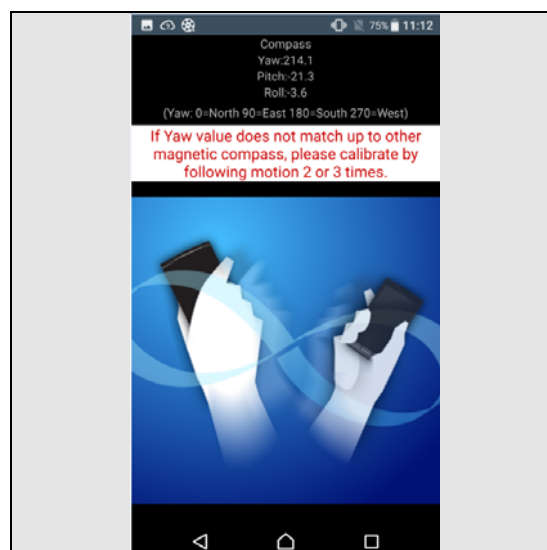 75% 11:12
Compass
Yaw:214.1
Pitch:-21.3
Roll:-3.6
(Yaw: 0=North 90=East 180=South 270=West)
If Yaw value does not match up to other
magnetic compass, please calibrate by
following motion 2 or 3 times.